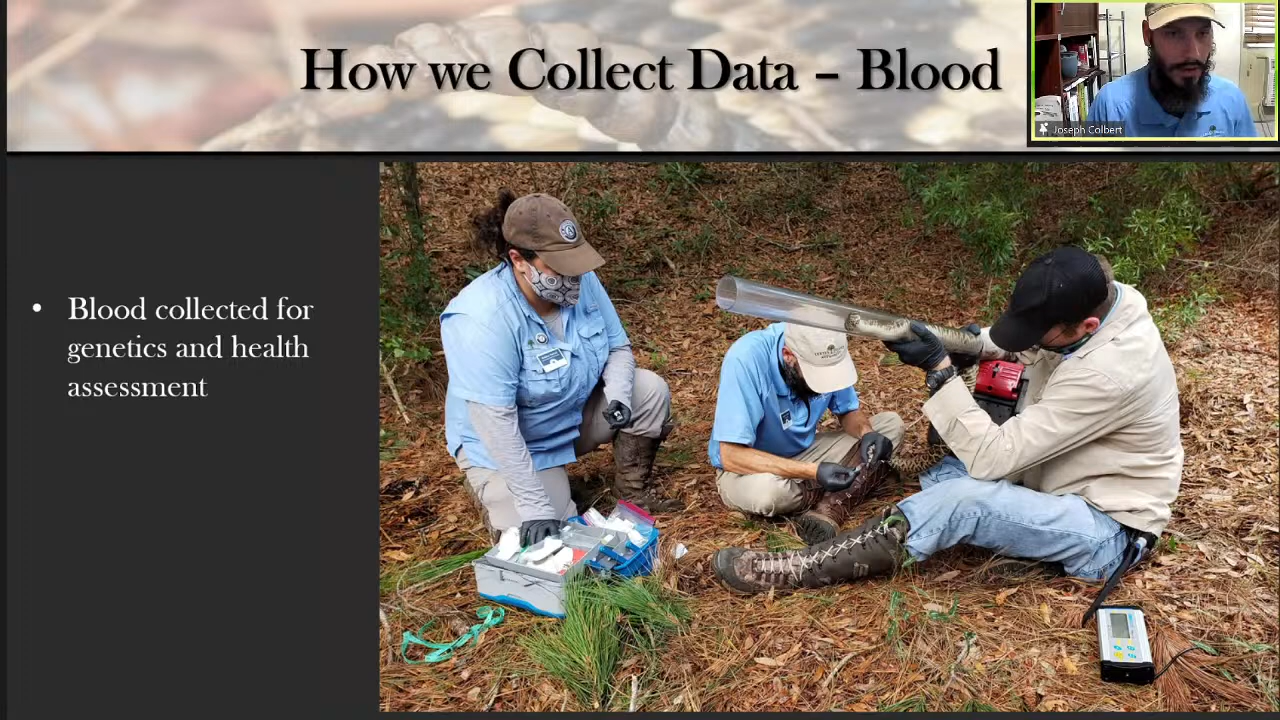 How we Collect Data – Blood
Joseph Colbert
• Blood collected for
genetics and health
assessment